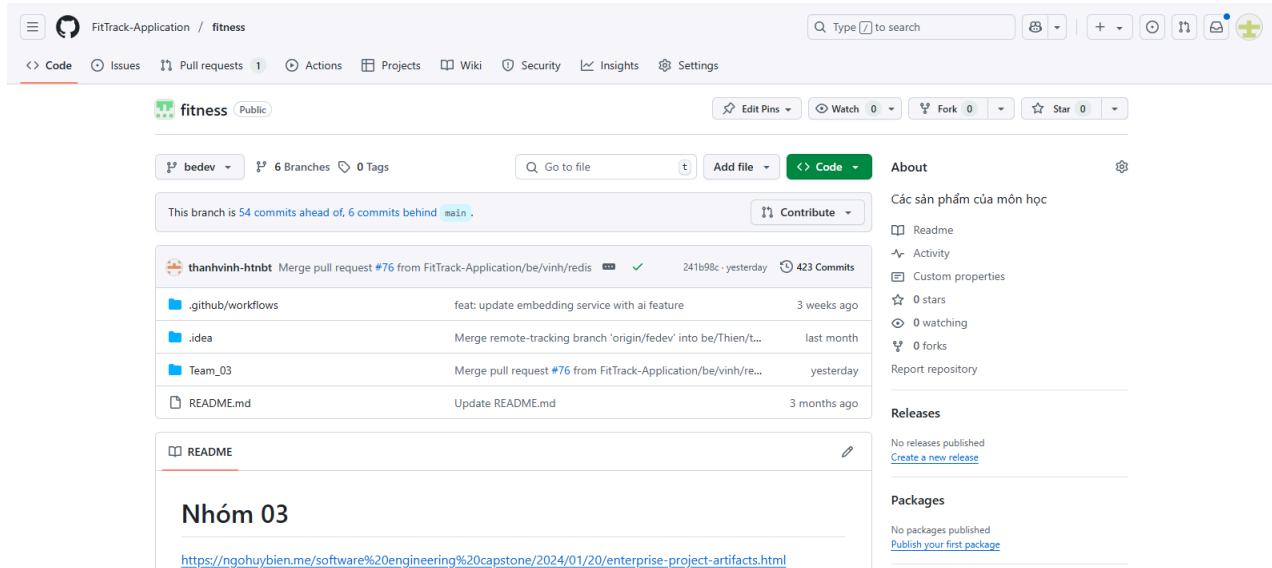 FitTrack-Application / fitness
Type / to search
Code Issues Pull requests 1 Actions Projects Wiki Security Insights Settings
fitness Public
Edit Pins Watch 0 Fork 0 Star 0
bedev 6 Branches 0 Tags Go to file t Add file <> Code
This branch is 54 commits ahead of, 6 commits behind main .
Contribute
thanhvinh-htnbt Merge pull request #76 from FitTrack-Application/be/vinh/redis 241b98c · yesterday 423 Commits
.github/workflows feat: update embedding service with ai feature 3 weeks ago
.idea Merge remote-tracking branch 'origin/fedev' into be/Thien/t... last month
Team_03 Merge pull request #76 from FitTrack-Application/be/vinh/re... yesterday
README.md Update README.md 3 months ago
README
Nhóm 03
https://ngohuybien.me/software%20engineering%20capstone/2024/01/20/enterprise-project-artifacts.html
About
Các sản phẩm của môn học
Readme
Activity
Custom properties
0 stars
0 watching
0 forks
Report repository
Releases
No releases published
Create a new release
Packages
No packages published
Publish your first package